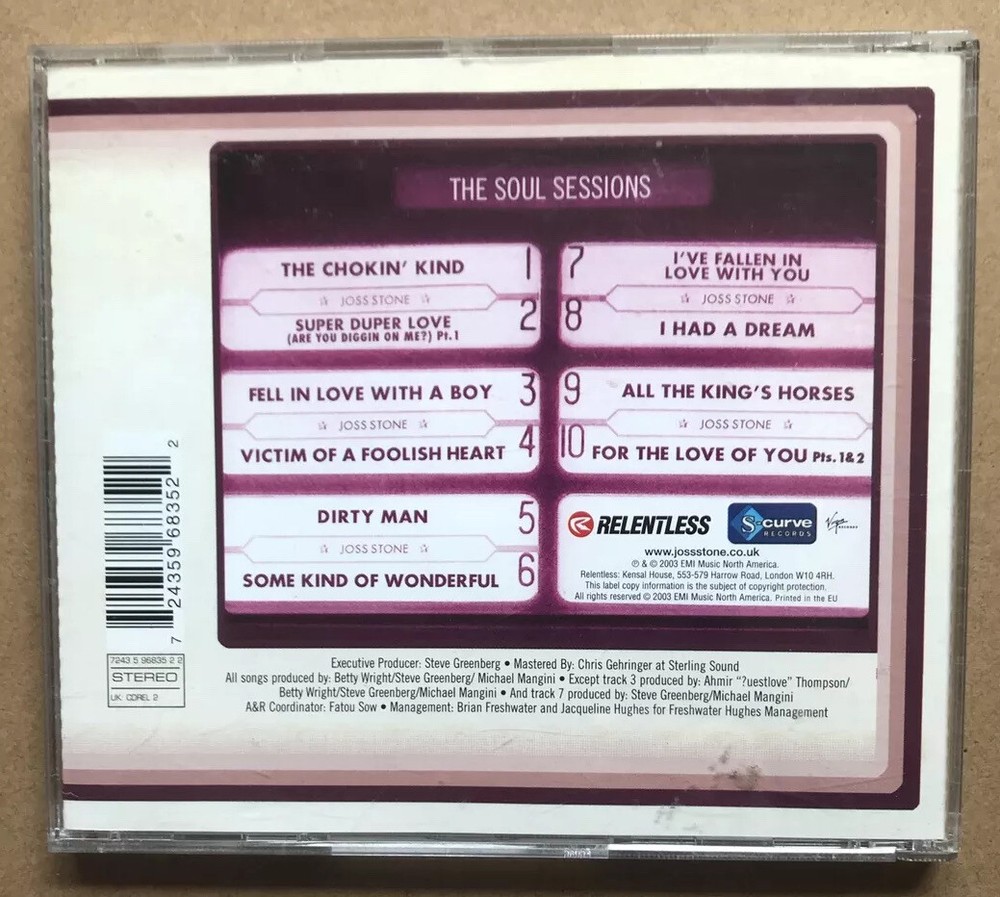 THE SOUL SESSIONS
THE CHOKIN' KIND 1
☆ JOSS STONE ☆
SUPER DUPER LOVE 2
(ARE YOU DIGGIN ON ME?) Pt.1
FELL IN LOVE WITH A BOY 3
☆ JOSS STONE ☆
VICTIM OF A FOOLISH HEART 4
DIRTY MAN 5
☆ JOSS STONE ☆
SOME KIND OF WONDERFUL 6
7 I'VE FALLEN IN
LOVE WITH YOU
☆ JOSS STONE ☆
8 I HAD A DREAM
9 ALL THE KING'S HORSES
☆ JOSS STONE ☆
10 FOR THE LOVE OF YOU Pts. 1&2
RELENTLESS
S-curve
RECORDS
Virgin
www.jossstone.co.uk
℗ & © 2003 EMI Music North America.
Relentless: Kensal House, 553-579 Harrow Road, London W10 4RH.
This label copy information is the subject of copyright protection.
All rights reserved © 2003 EMI Music North America. Printed in the EU
7 24359 68352 2
7243 5 96835 2 2
STEREO
UK: CDREL 2
Executive Producer: Steve Greenberg • Mastered By: Chris Gehringer at Sterling Sound
All songs produced by: Betty Wright/Steve Greenberg/ Michael Mangini • Except track 3 produced by: Ahmir "?uestlove" Thompson/
Betty Wright/Steve Greenberg/Michael Mangini • And track 7 produced by: Steve Greenberg/Michael Mangini
A&R Coordinator: Fatou Sow • Management: Brian Freshwater and Jacqueline Hughes for Freshwater Hughes Management